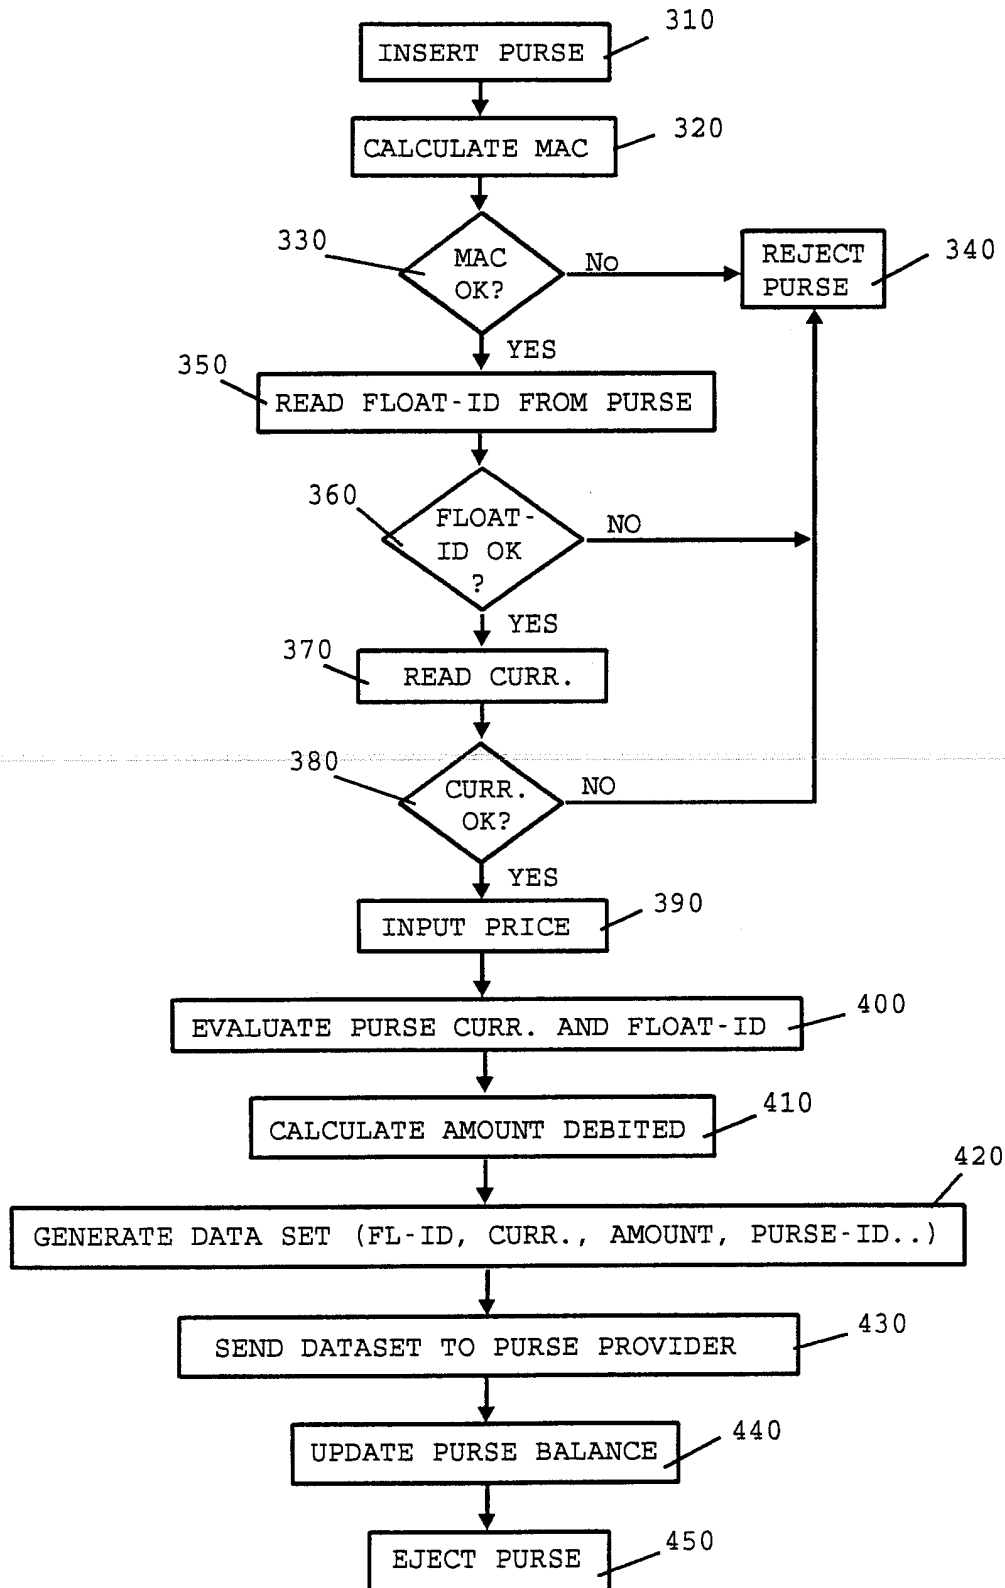 310
INSERT PURSE
320
CALCULATE MAC
330
MAC
OK?
No
REJECT
PURSE
340
YES
350
READ FLOAT-ID FROM PURSE
360
FLOAT-
ID OK
?
NO
YES
370
READ CURR.
380
CURR.
OK?
NO
YES
390
INPUT PRICE
400
EVALUATE PURSE CURR. AND FLOAT-ID
410
CALCULATE AMOUNT DEBITED
420
GENERATE DATA SET (FL-ID, CURR., AMOUNT, PURSE-ID..)
430
SEND DATASET TO PURSE PROVIDER
440
UPDATE PURSE BALANCE
450
EJECT PURSE